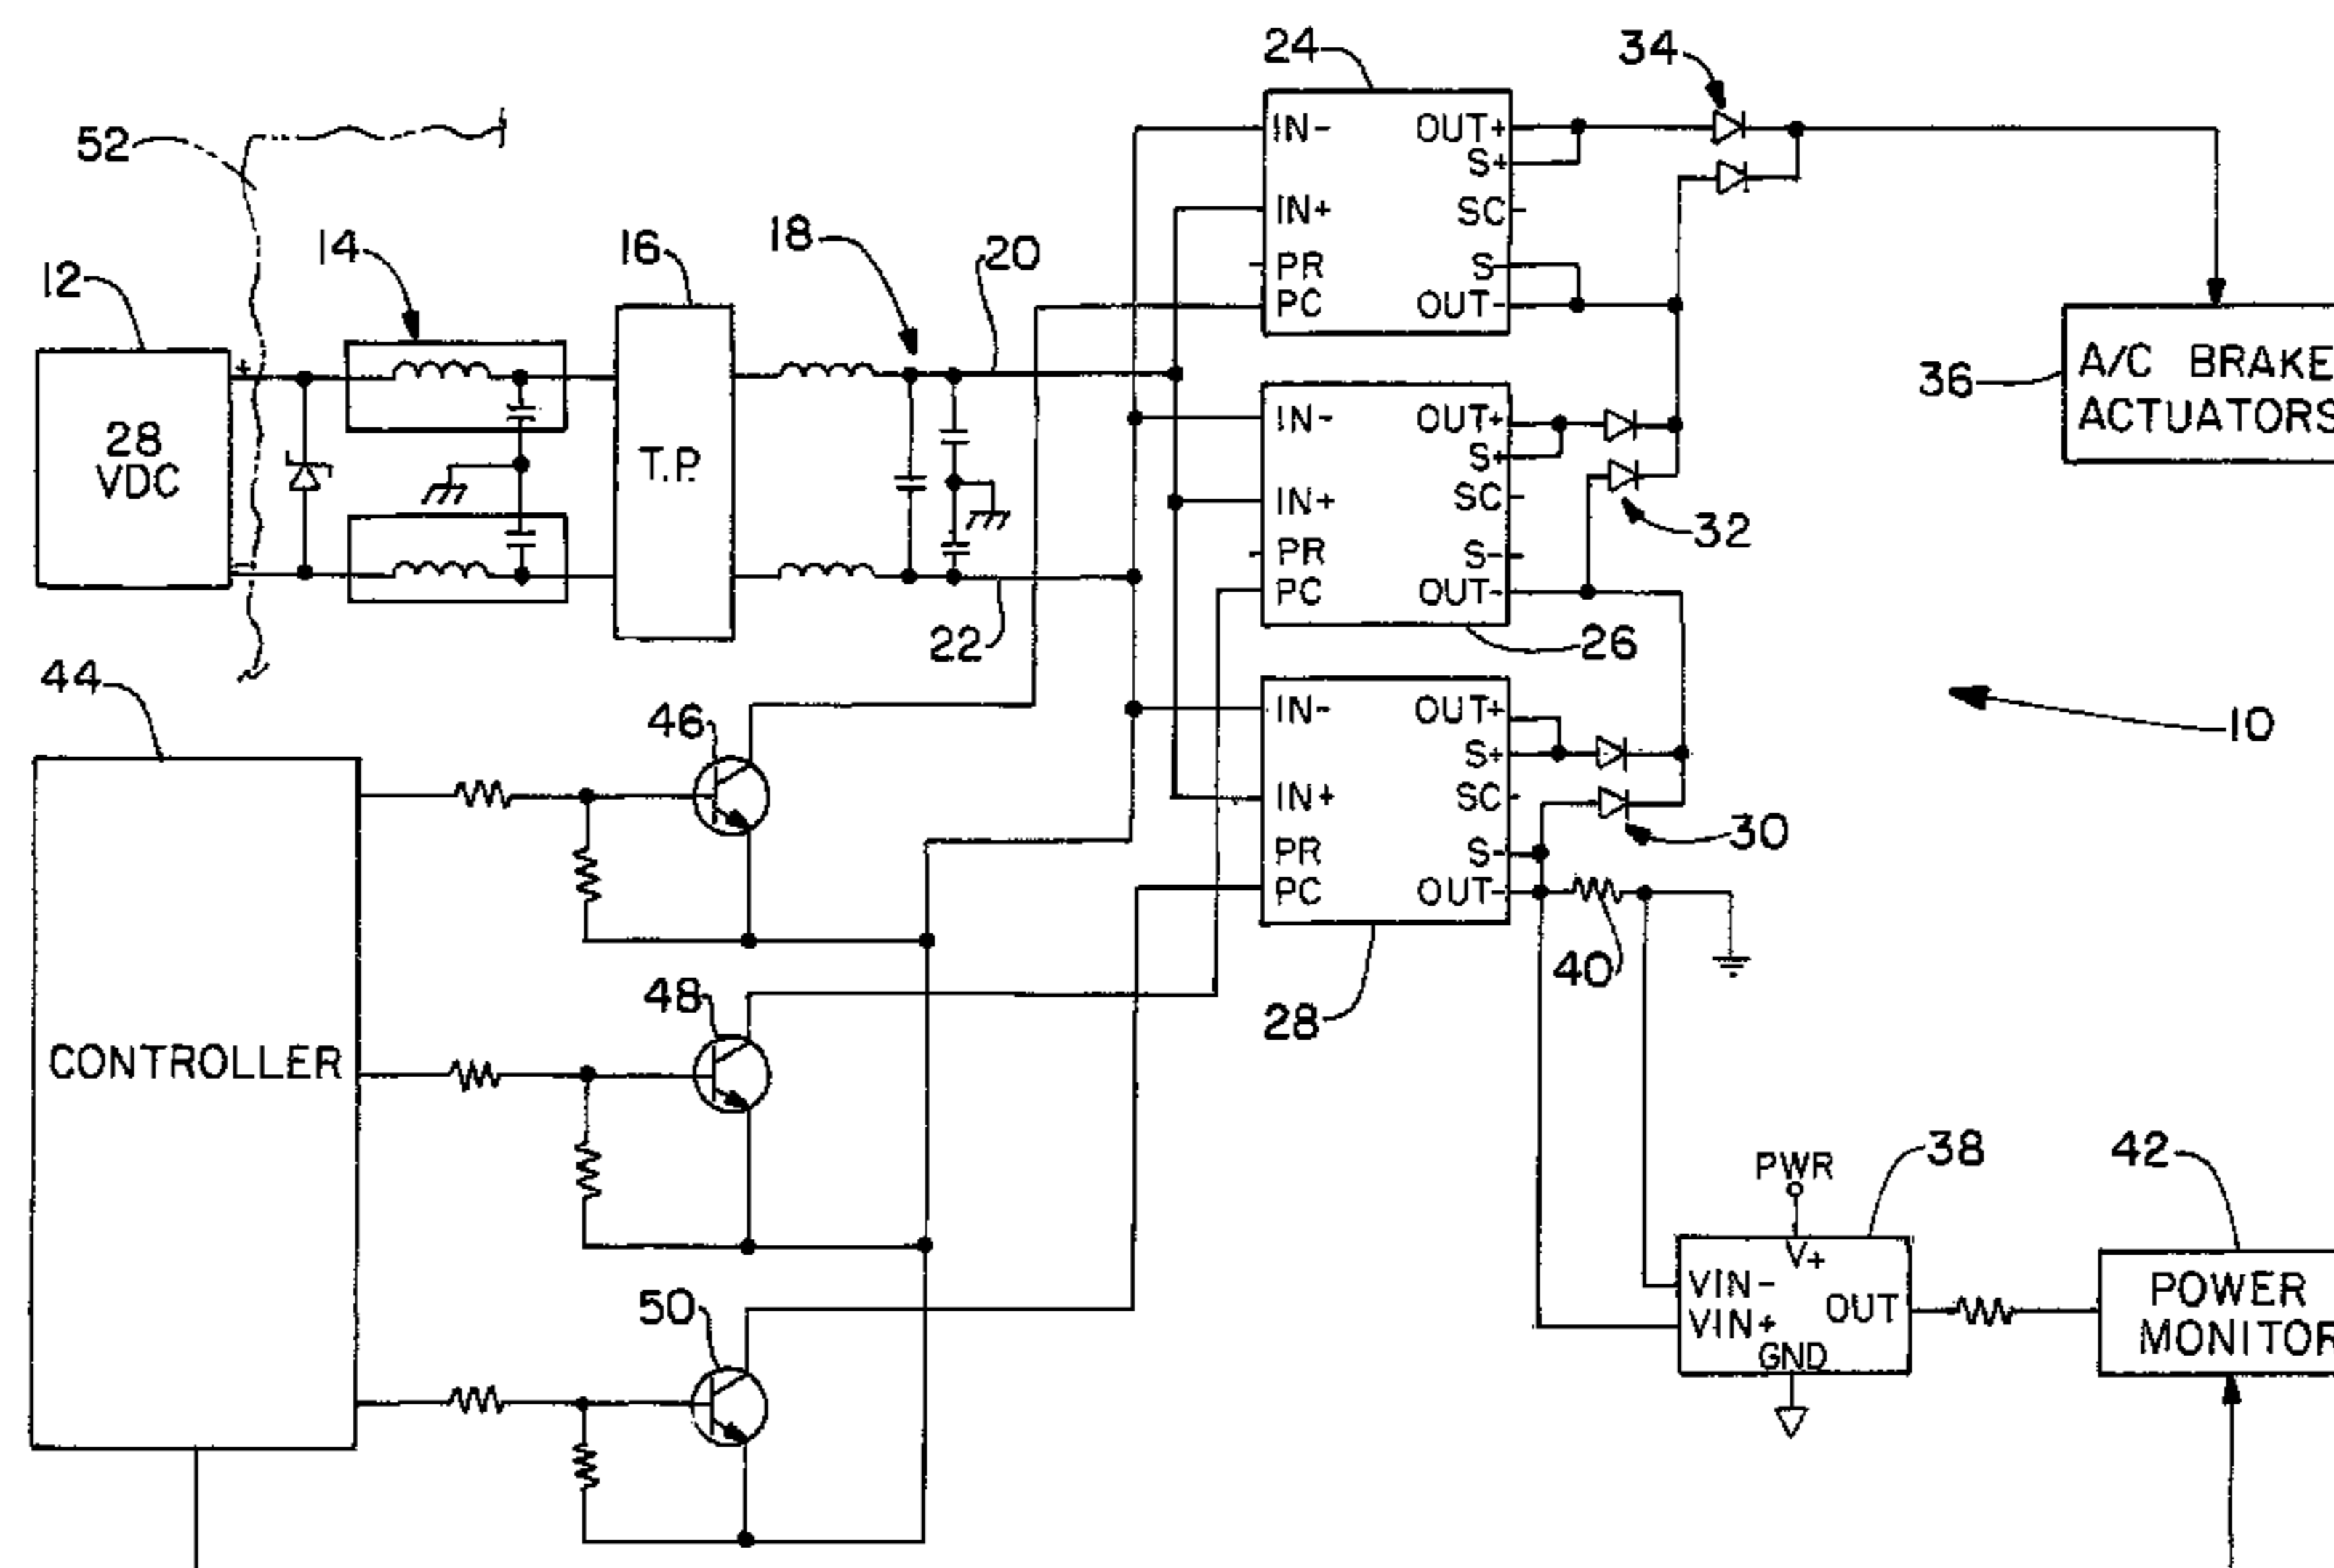 24
34
52
IN-
OUT+
S+
14
16
18
20
IN+
SC
12
PR
S-
PC
OUT-
+
28
VDC
T.P.
A/C BRAKE
ACTUATORS
36
IN-
OUT+
S+
IN+
SC
32
PR
S-
-
PC
OUT-
22
26
44
46
IN-
OUT+
10
S+
IN+
SC
30
PR
S-
PC
OUT-
40
48
28
CONTROLLER
PWR
38
42
50
V+
VIN-
VIN+
OUT
GND
POWER
MONITOR